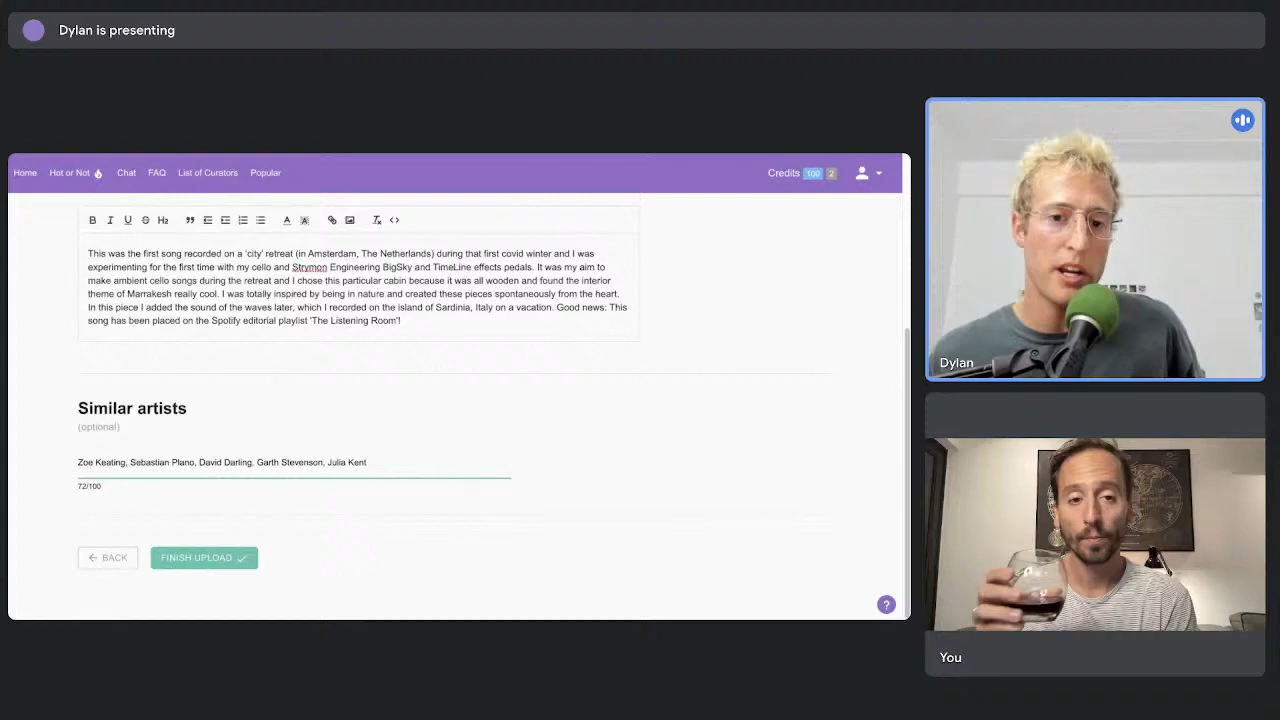 Dylan is presenting
Home Hot or Not Chat FAQ List of Curators Popular Credits 100 2
B I U S H2
This was the first song recorded on a 'city' retreat (in Amsterdam, The Netherlands) during that first covid winter and I was
experimenting for the first time with my cello and Strymon Engineering BigSky and TimeLine effects pedals. It was my aim to
make ambient cello songs during the retreat and I chose this particular cabin because it was all wooden and found the interior
theme of Marrakesh really cool. I was totally inspired by being in nature and created these pieces spontaneously from the heart.
In this piece I added the sound of the waves later, which I recorded on the island of Sardinia, Italy on a vacation. Good news: This
song has been placed on the Spotify editorial playlist 'The Listening Room'!
Similar artists
(optional)
Zoe Keating, Sebastian Plano, David Darling, Garth Stevenson, Julia Kent
72/100
BACK
FINISH UPLOAD
?
Dylan
You